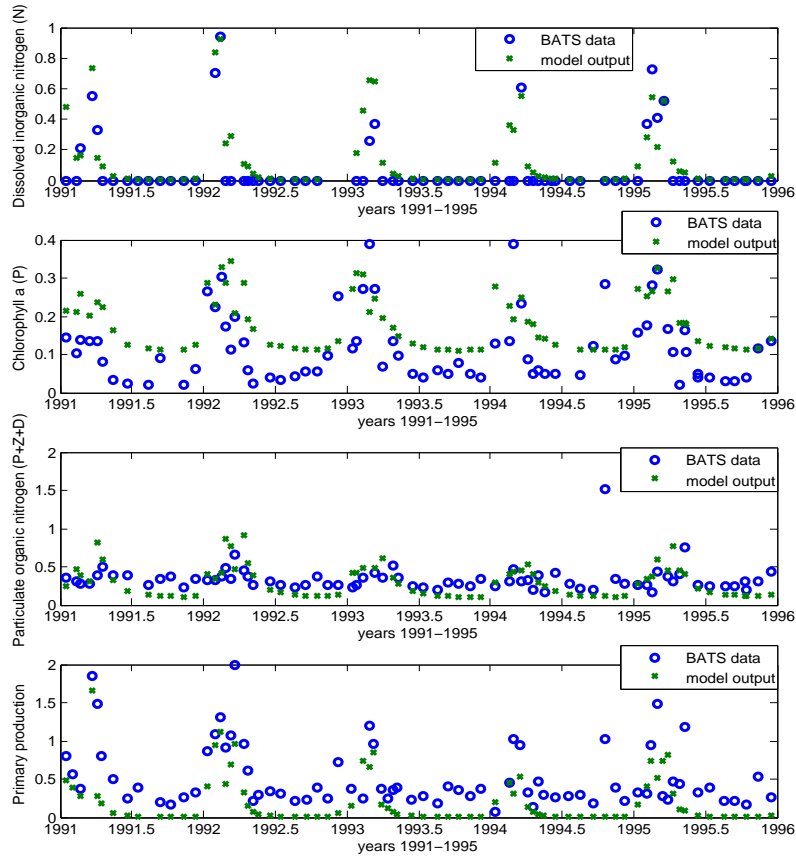 Dissolved inorganic nitrogen (N)
1
0.8
0.6
0.4
0.2
0
BATS data
model output
1991 1991.5 1992 1992.5 1993 1993.5 1994 1994.5 1995 1995.5 1996
years 1991−1995
Chlorophyll a (P)
0.4
0.3
0.2
0.1
0
BATS data
model output
1991 1991.5 1992 1992.5 1993 1993.5 1994 1994.5 1995 1995.5 1996
years 1991−1995
Particulate organic nitrogen (P+Z+D)
2
1.5
1
0.5
0
BATS data
model output
1991 1991.5 1992 1992.5 1993 1993.5 1994 1994.5 1995 1995.5 1996
years 1991−1995
Primary production
2
1.5
1
0.5
0
BATS data
model output
1991 1991.5 1992 1992.5 1993 1993.5 1994 1994.5 1995 1995.5 1996
years 1991−1995